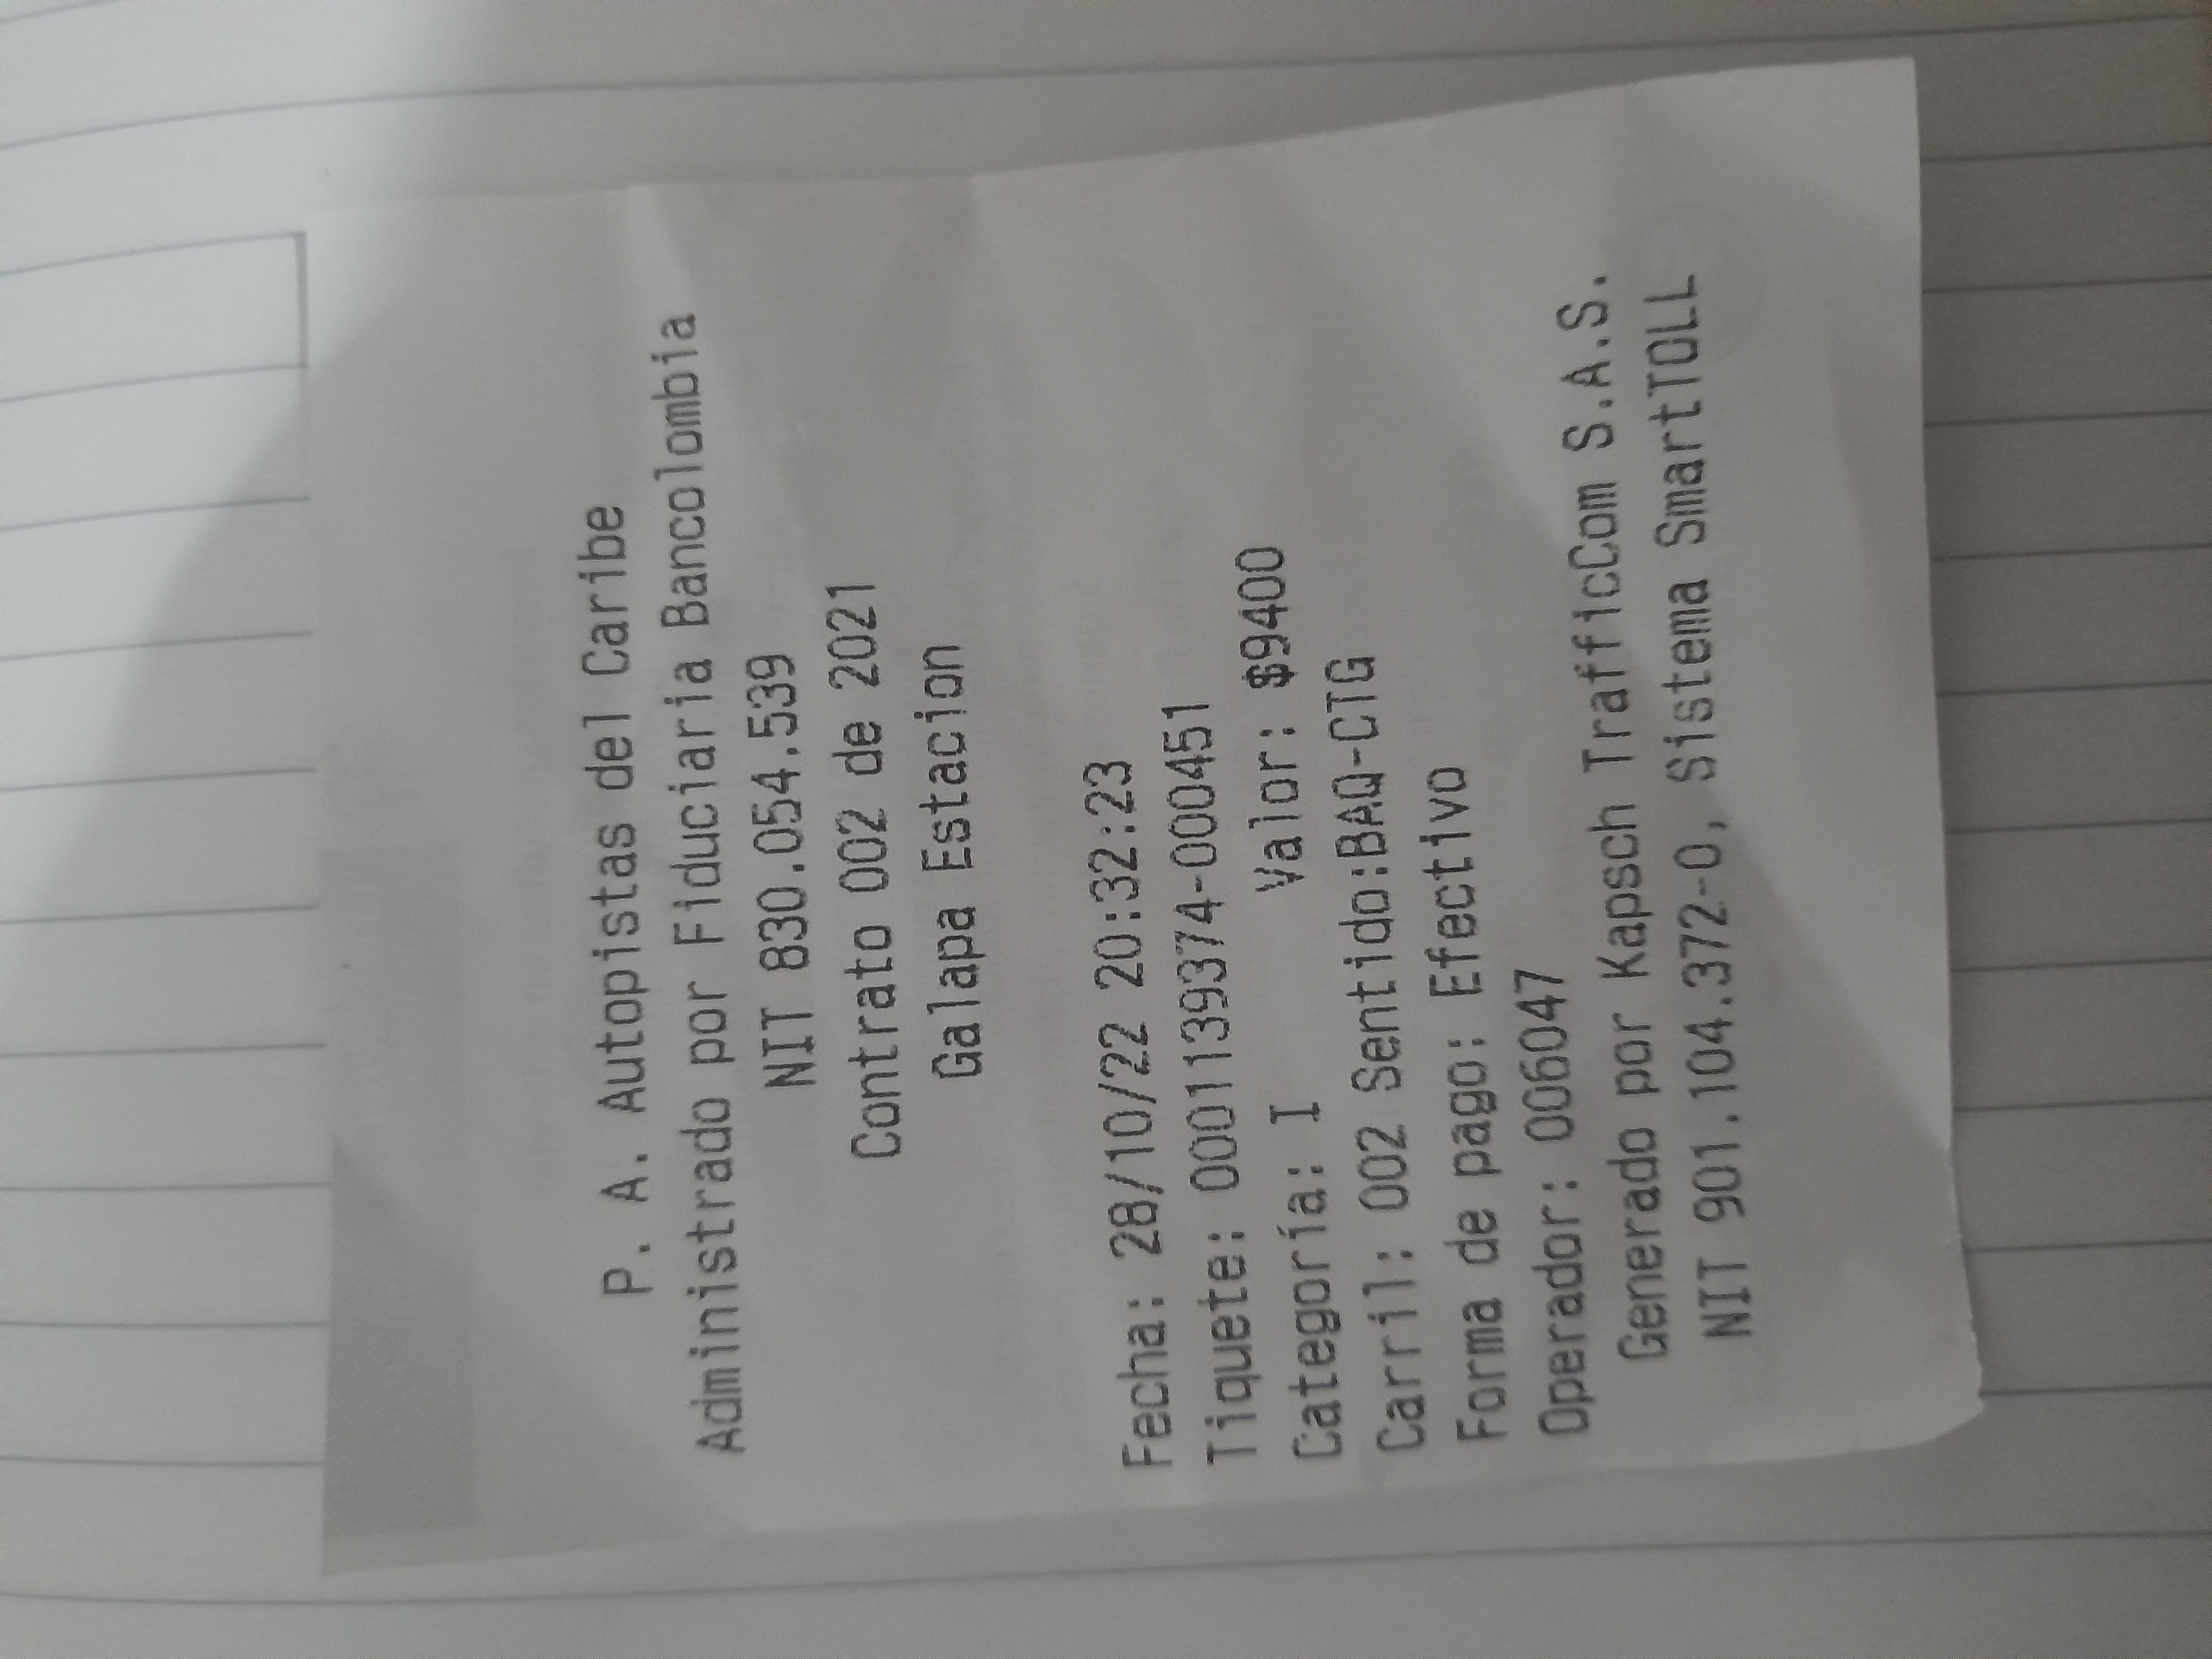 P. A. Autopistas del Caribe
Administrado por Fiduciaria Bancolombia
NIT 830.054.539
Contrato 002 de 2021
Galapa Estacion
Fecha: 28/10/22 20:32:23
Tiquete: 0001139374-000451
Categoría: I Valor: $9400
Carril: 002 Sentido:BAQ-CTG
Forma de pago: Efectivo
Operador: 006047
Generado por Kapsch TrafficCom S.A.S.
NIT 901.104.372-0, Sistema SmartTOLL